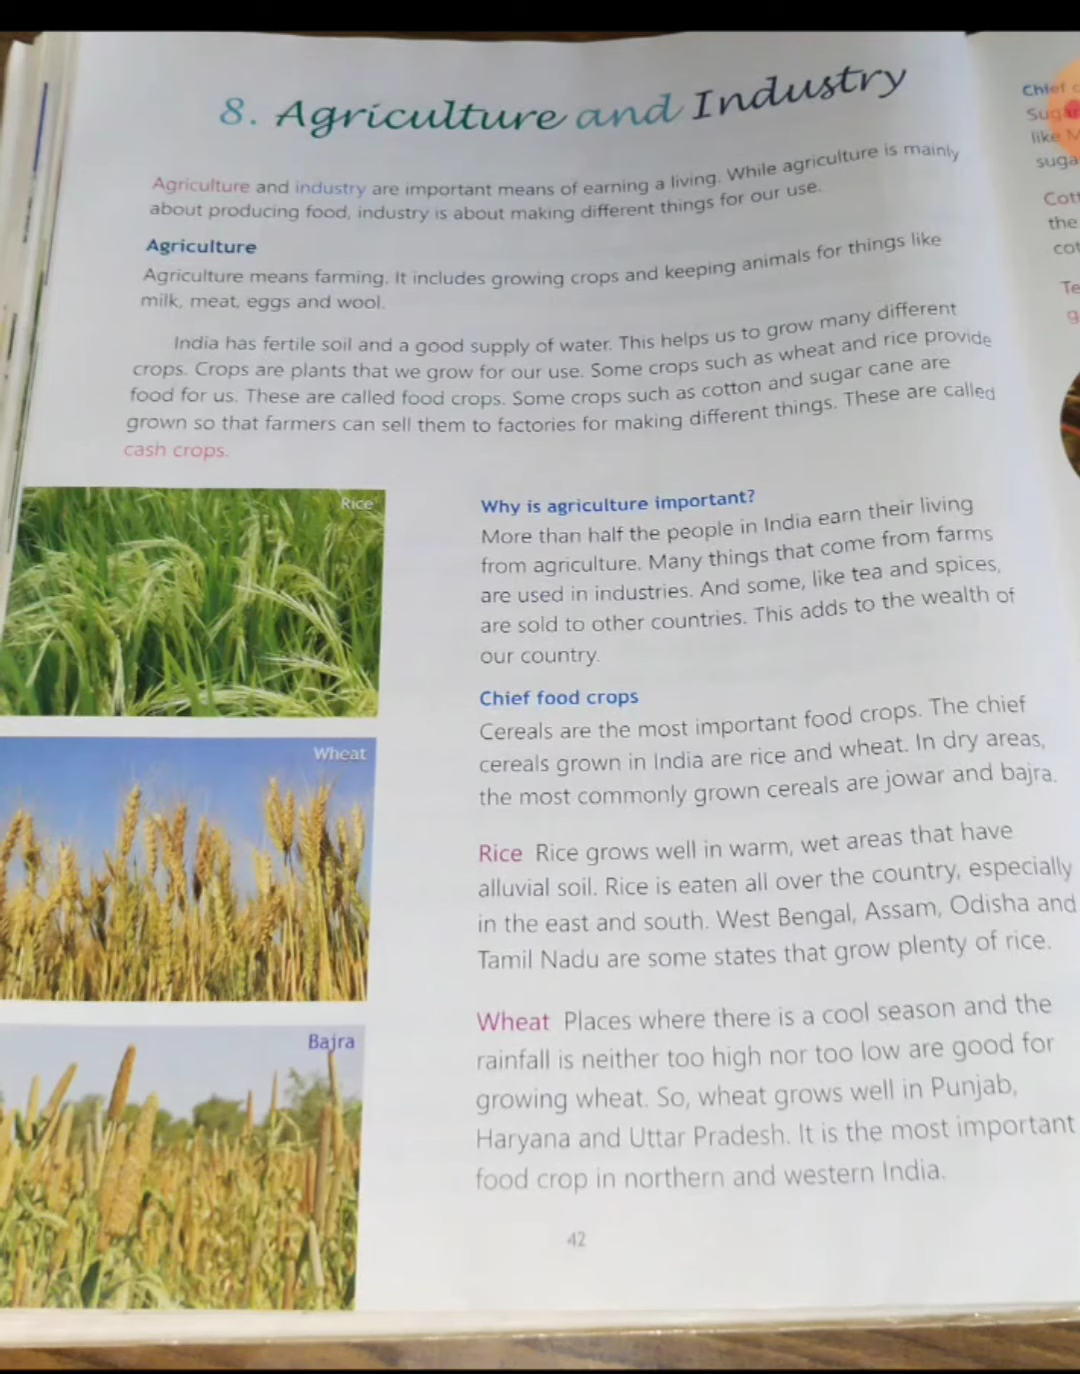 8. Agriculture and Industry
Agriculture and industry are important means of earning a living. While agriculture is mainly
about producing food, industry is about making different things for our use.
Agriculture
Agriculture means farming. It includes growing crops and keeping animals for things like
milk, meat, eggs and wool.
India has fertile soil and a good supply of water. This helps us to grow many different
crops. Crops are plants that we grow for our use. Some crops such as wheat and rice provide
food for us. These are called food crops. Some crops such as cotton and sugar cane are
grown so that farmers can sell them to factories for making different things. These are called
cash crops.
Rice
Wheat
Bajra
Why is agriculture important?
More than half the people in India earn their living
from agriculture. Many things that come from farms
are used in industries. And some, like tea and spices,
are sold to other countries. This adds to the wealth of
our country.
Chief food crops
Cereals are the most important food crops. The chief
cereals grown in India are rice and wheat. In dry areas,
the most commonly grown cereals are jowar and bajra.
Rice Rice grows well in warm, wet areas that have
alluvial soil. Rice is eaten all over the country, especially
in the east and south. West Bengal, Assam, Odisha and
Tamil Nadu are some states that grow plenty of rice.
Wheat Places where there is a cool season and the
rainfall is neither too high nor too low are good for
growing wheat. So, wheat grows well in Punjab,
Haryana and Uttar Pradesh. It is the most important
food crop in northern and western India.
42
Chief
like
the